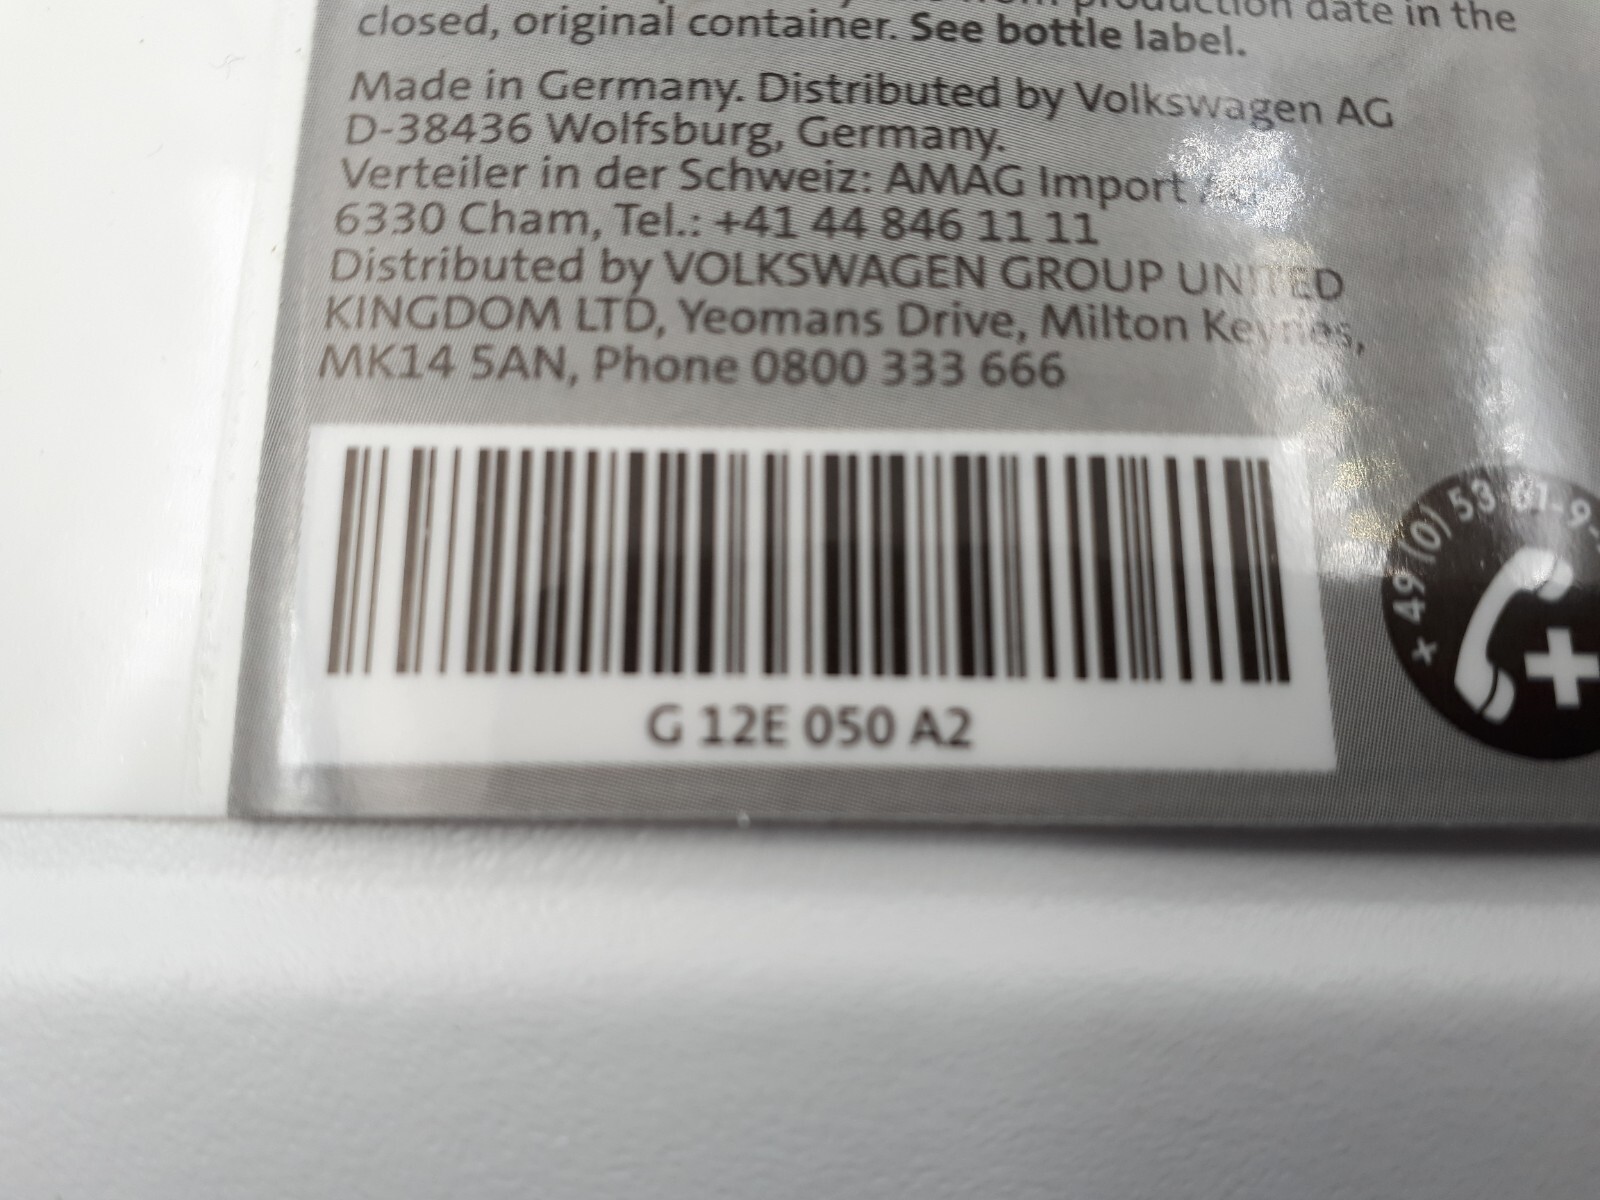 production date in the
closed, original container. See bottle label.
Made in Germany. Distributed by Volkswagen AG
D-38436 Wolfsburg, Germany.
Verteiler in der Schweiz: AMAG Import
6330 Cham, Tel.: +41 44 846 11 11
Distributed by VOLKSWAGEN GROUP UNITED
KINGDOM LTD, Yeomans Drive, Milton Keynes,
MK14 5AN, Phone 0800 333 666
G 12E 050 A2
+ 49 (0) 53 61-9-